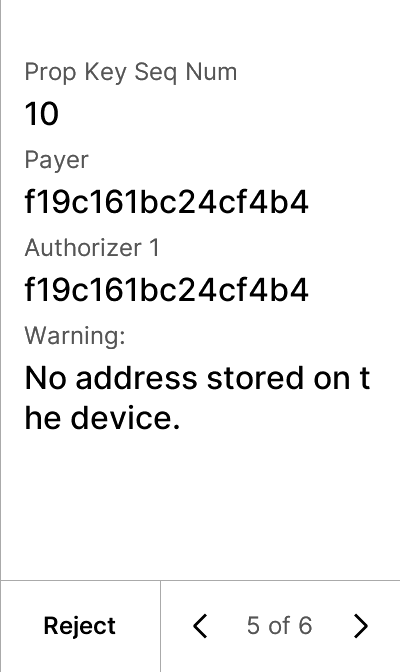 Prop Key Seq Num
10
Payer
f19c161bc24cf4b4
Authorizer 1
f19c161bc24cf4b4
Warning:
No address stored on t
he device.
Reject
5 of 6